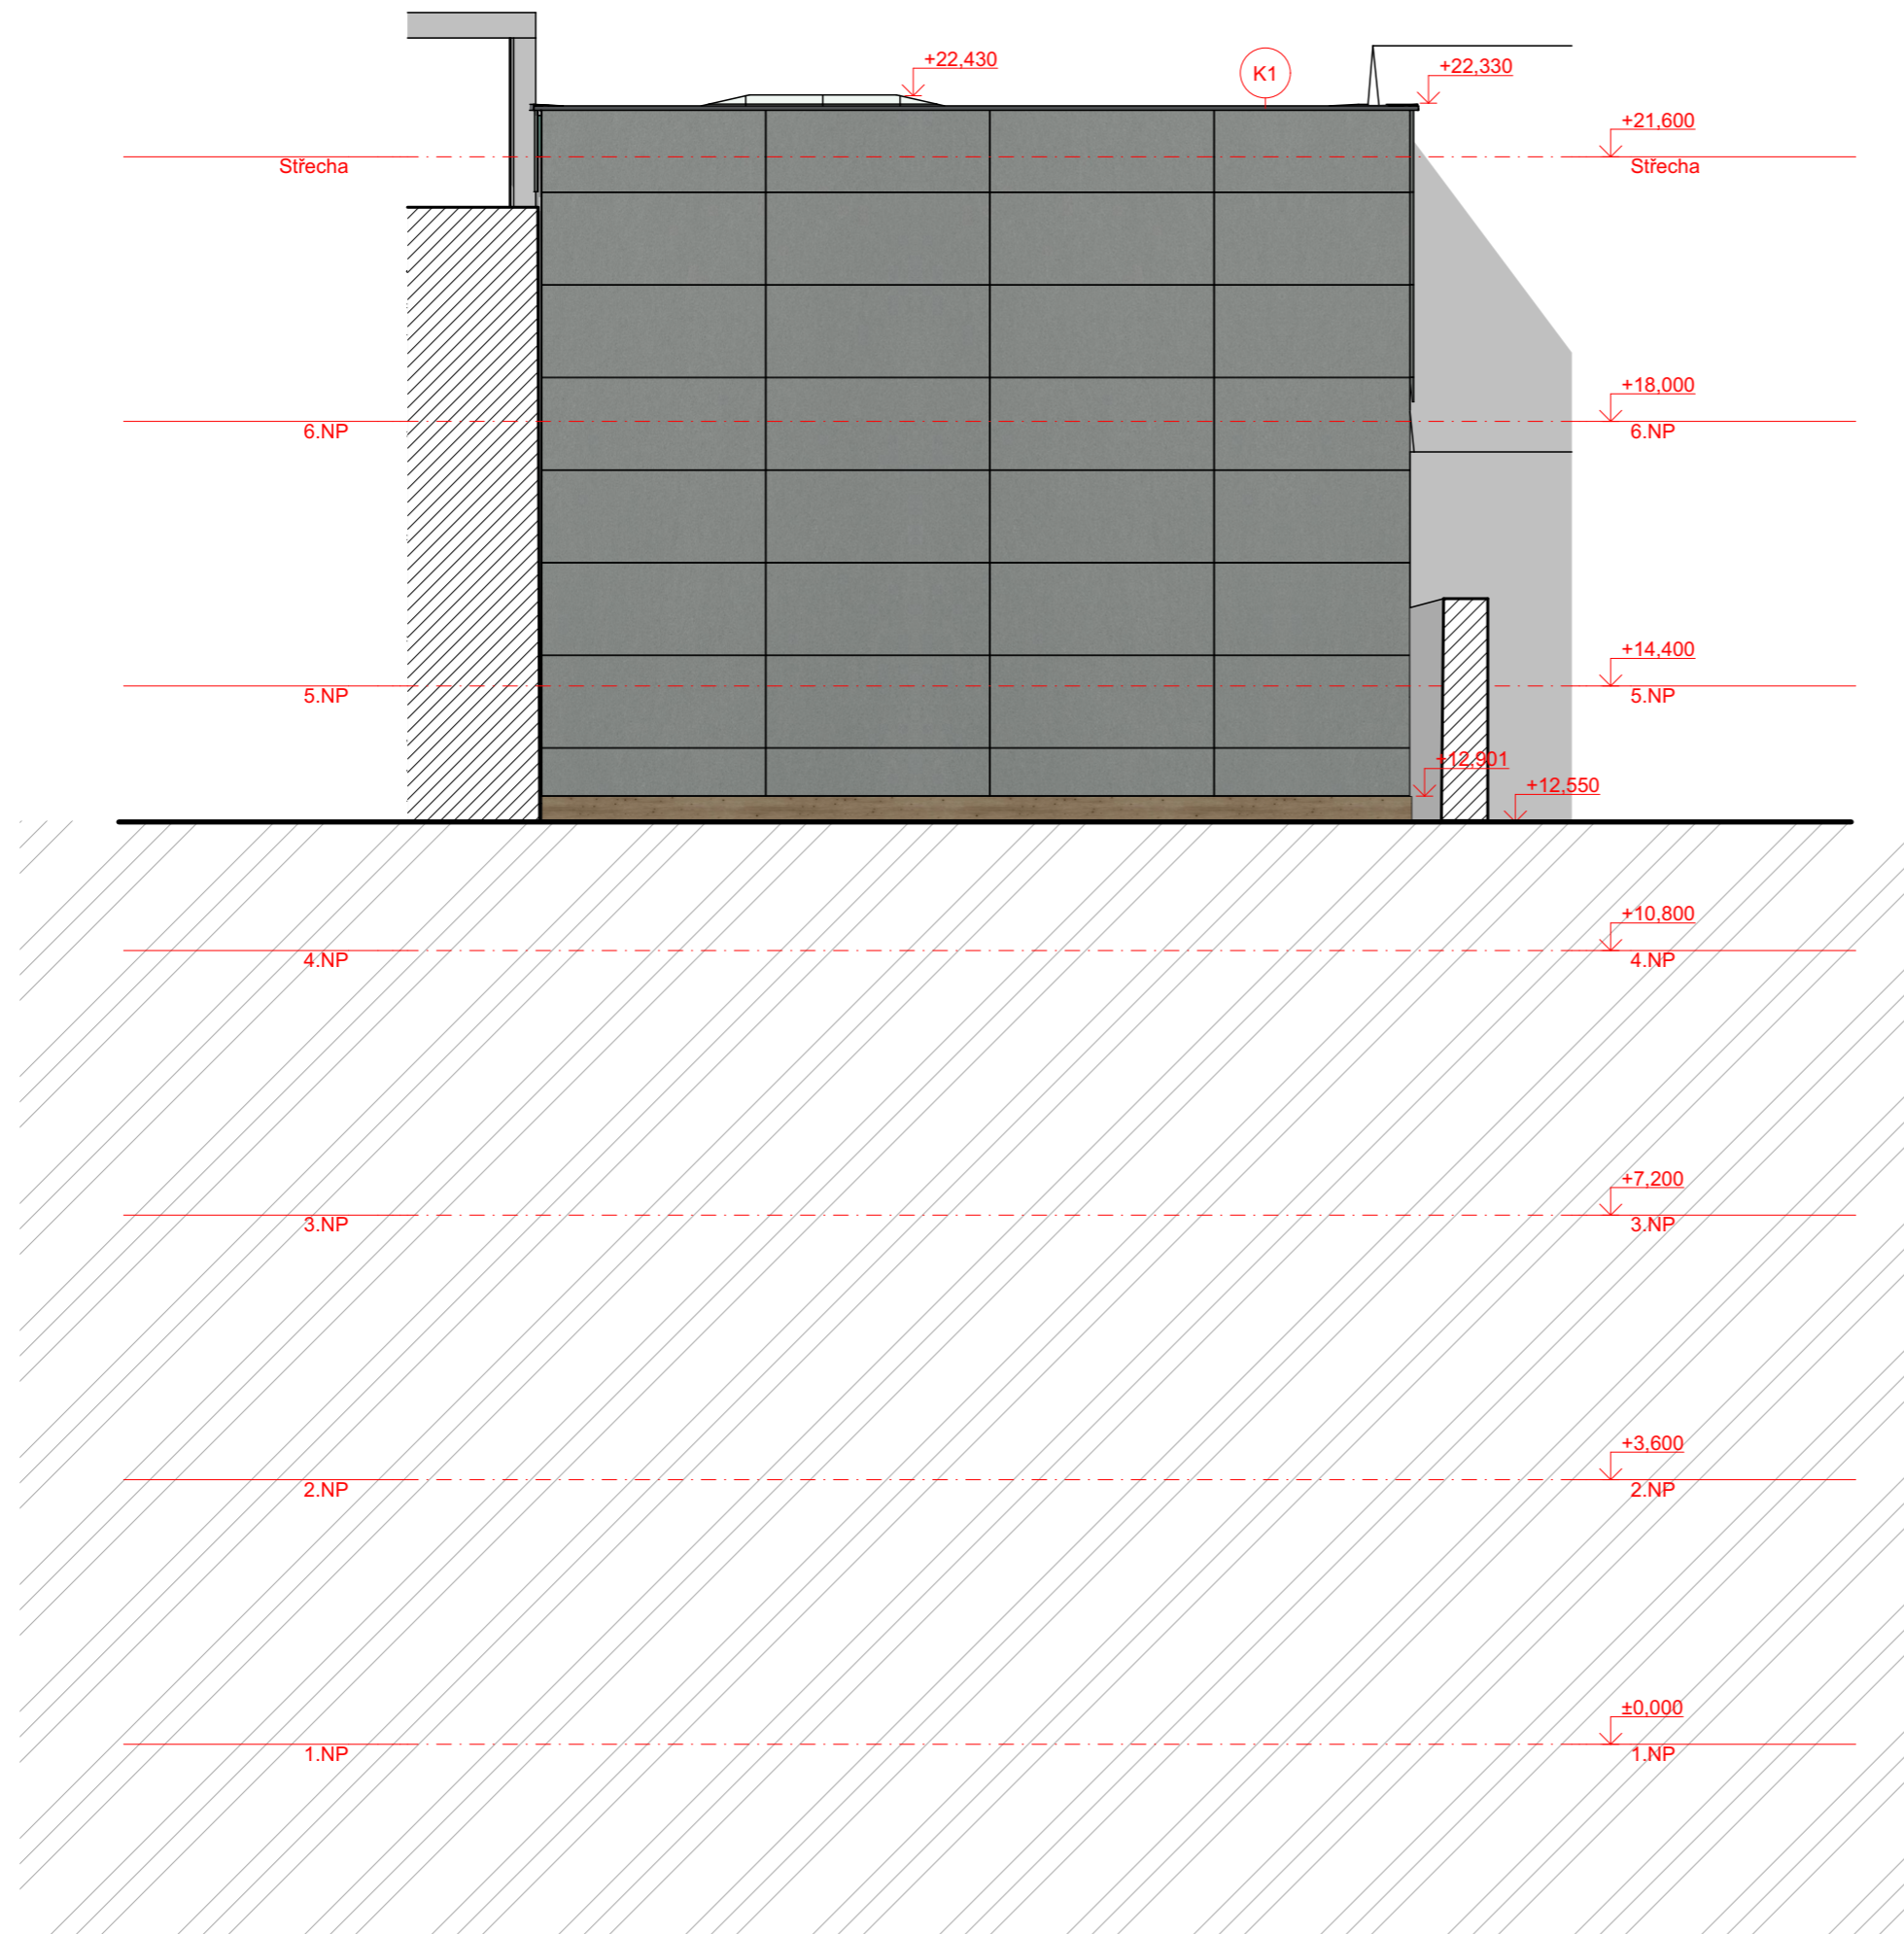 +22,430
K1
+22,330
+21,600
Střecha
Střecha
+18,000
6.NP
6.NP
+14,400
5.NP
5.NP
+12,901
+12,550
+10,800
4.NP
4.NP
+7,200
3.NP
3.NP
+3,600
2.NP
2.NP
±0,000
1.NP
1.NP